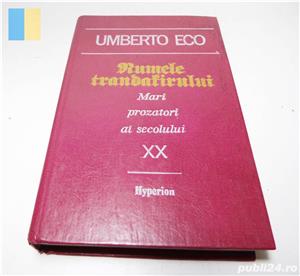 UMBERTO ECO
Numele
trandafirului
Mari
prozatori
ai secolului
XX
Hyperion
publi24.ro